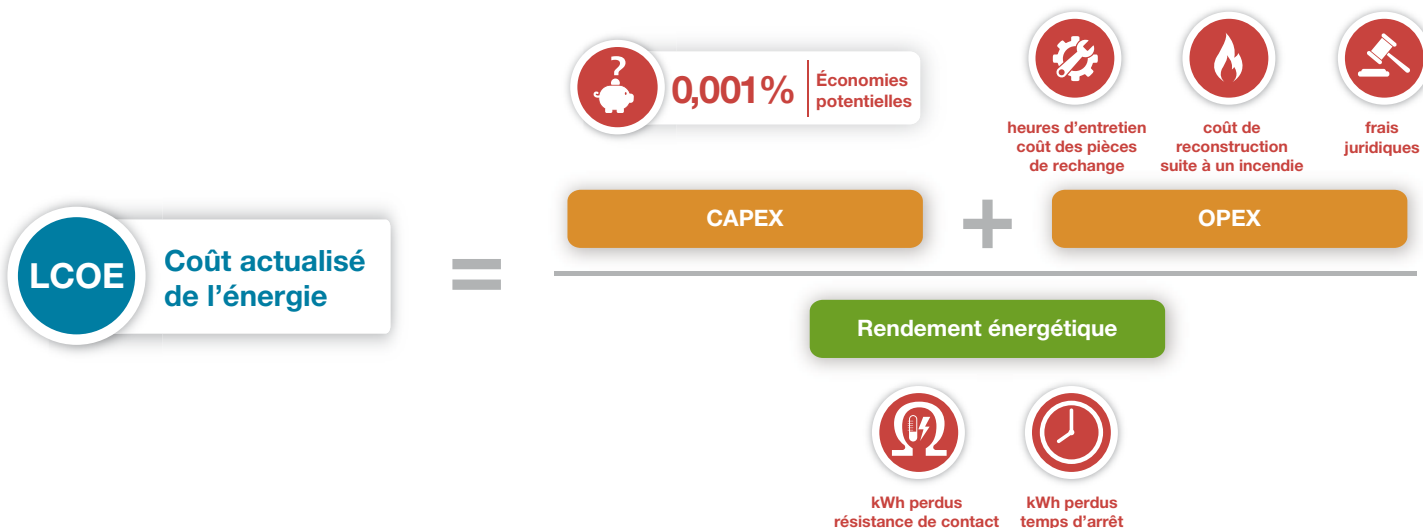 ?
0,001%
Économies
potentielles
heures d'entretien
coût des pièces
de rechange
coût de
reconstruction
suite à un incendie
frais
juridiques
CAPEX
+
OPEX
LCOE
Coût actualisé
de l'énergie
=
Rendement énergétique
Ω
kWh perdus
résistance de contact
kWh perdus
temps d'arrêt